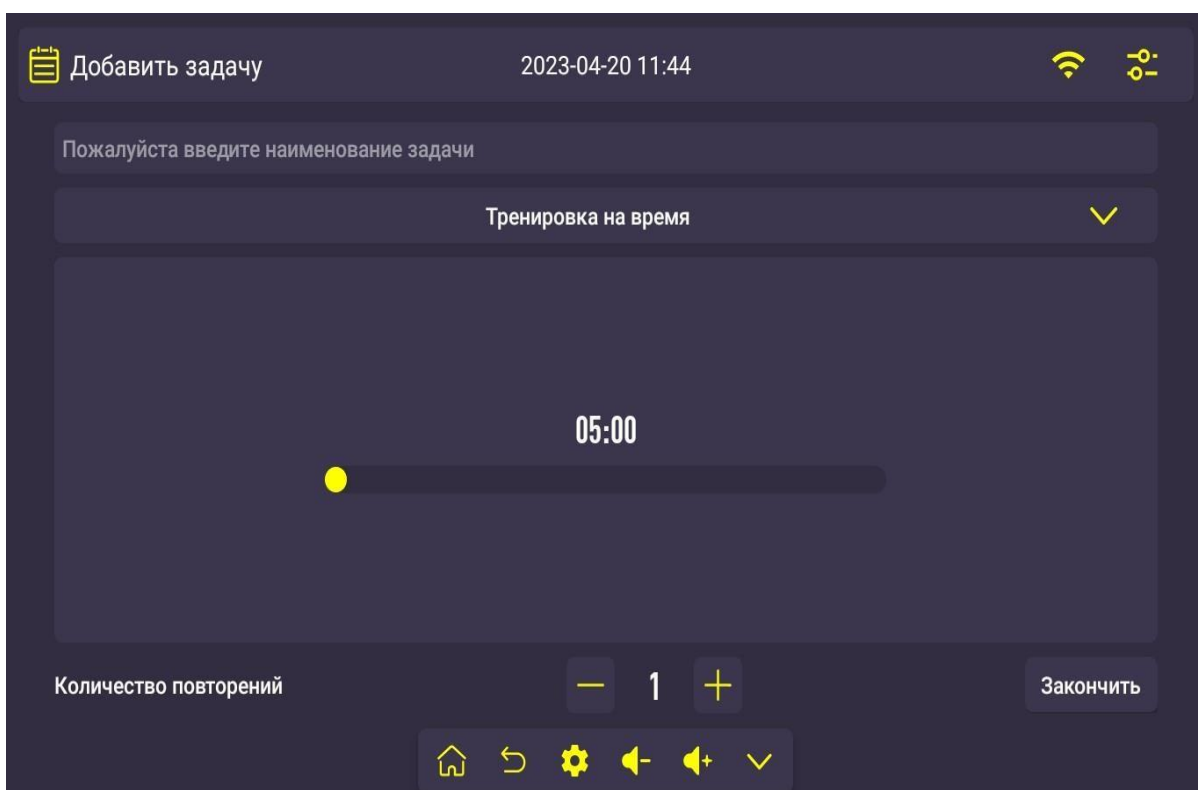 Добавить задачу
2023-04-20 11:44
Пожалуйста введите наименование задачи
Тренировка на время
05:00
Количество повторений
1
Закончить